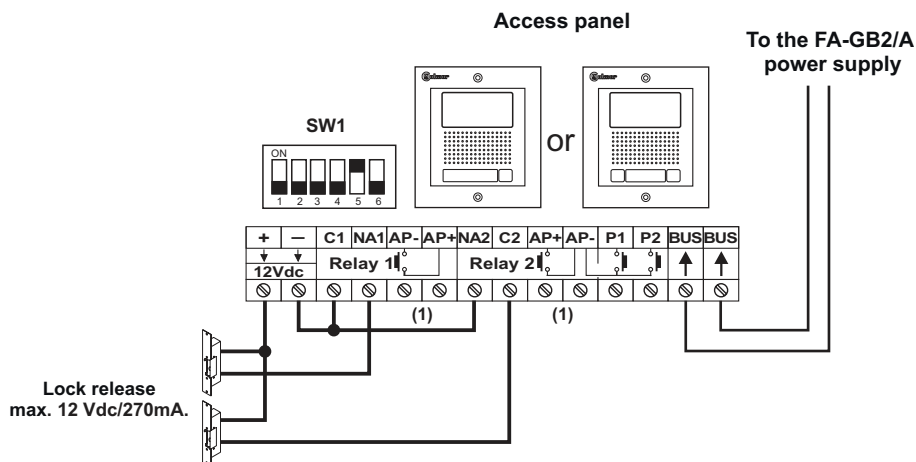 Access panel
To the FA-GB2/A
power supply
Golmar
Golmar
SW1
or
ON
1 2 3 4 5 6
+ – C1 NA1 AP- AP+ NA2 C2 AP+ AP- P1 P2 BUS BUS
12Vdc Relay 1 Relay 2
(1) (1)
Lock release
max. 12 Vdc/270mA.